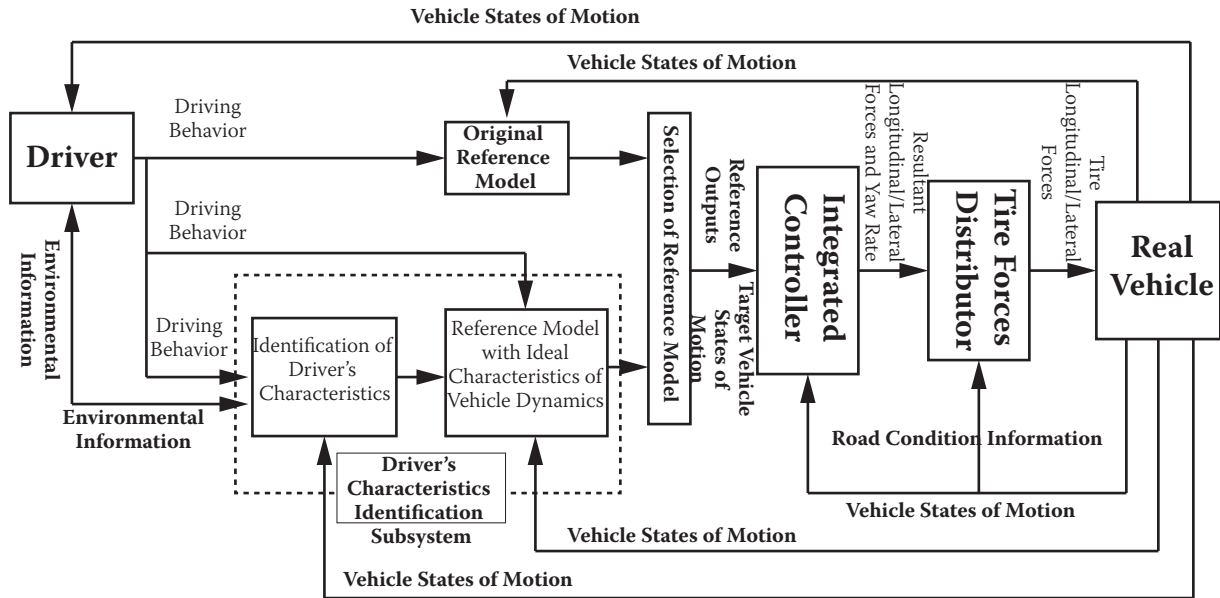 Vehicle States of Motion
Vehicle States of Motion
Driving
Behavior
Driver
Original
Reference
Model
Selection of Reference Model
Reference
Outputs
Target Vehicle
States of
Motion
Integrated
Controller
Resultant
Longitudinal/Lateral
Forces and Yaw Rate
Tire Forces
Distributor
Tire
Longitudinal/Lateral
Forces
Real
Vehicle
Driving
Behavior
Environmental
Information
Driving
Behavior
Identification of
Driver's
Characteristics
Reference Model
with Ideal
Characteristics of
Vehicle Dynamics
Environmental
Information
Driver's
Characteristics
Identification
Subsystem
Road Condition Information
Vehicle States of Motion
Vehicle States of Motion
Vehicle States of Motion